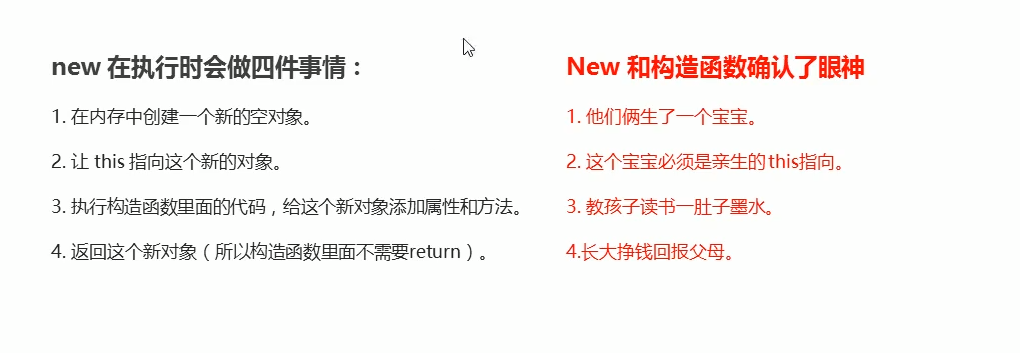 new 在执行时会做四件事情：
1. 在内存中创建一个新的空对象。
2. 让 this 指向这个新的对象。
3. 执行构造函数里面的代码，给这个新对象添加属性和方法。
4. 返回这个新对象（所以构造函数里面不需要return）。
New 和构造函数确认了眼神
1. 他们俩生了一个宝宝。
2. 这个宝宝必须是亲生的this指向。
3. 教孩子读书一肚子墨水。
4.长大挣钱回报父母。